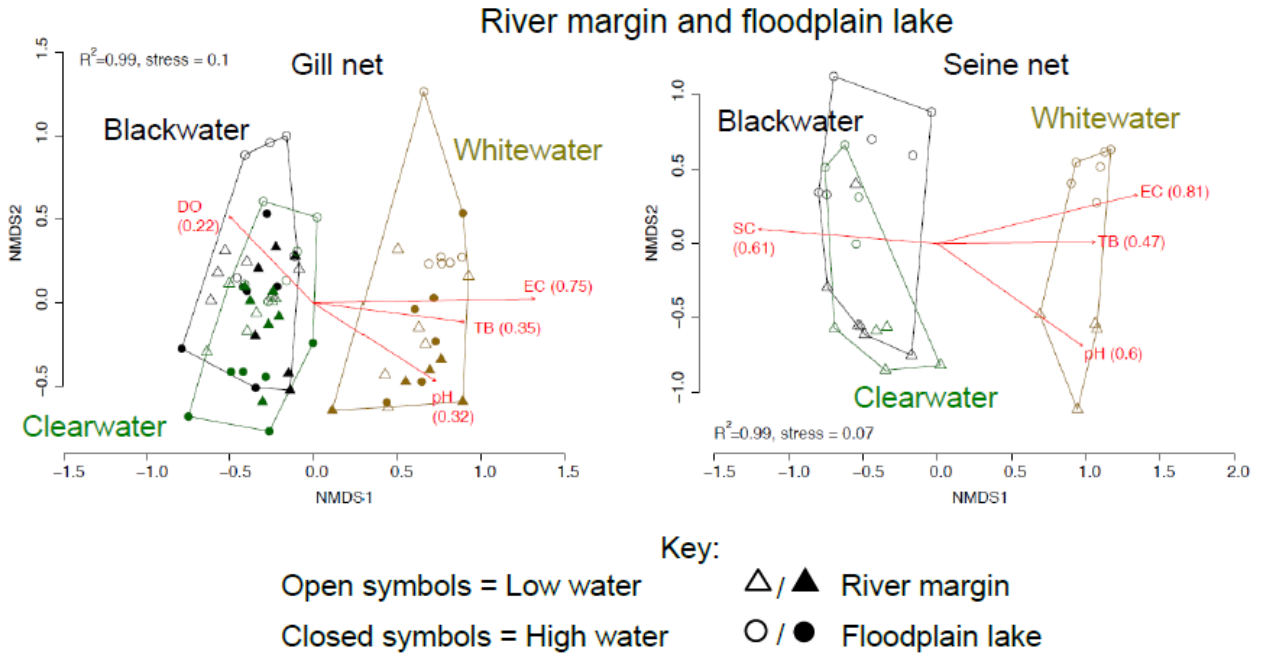 River margin and floodplain lake
R²=0.99, stress = 0.1
Gill net
Blackwater
Whitewater
DO
(0.22)
EC (0.75)
TB (0.35)
pH
(0.32)
Clearwater
NMDS2
1.5
1.0
0.5
0.0
−0.5
−1.5 −1.0 −0.5 0.0 0.5 1.0 1.5
NMDS1
Seine net
Blackwater
Whitewater
EC (0.81)
SC
(0.61)
TB (0.47)
pH (0.6)
Clearwater
R²=0.99, stress = 0.07
NMDS2
1.0
0.5
0.0
−0.5
−1.0
−1.5 −1.0 −0.5 0.0 0.5 1.0 1.5 2.0
NMDS1
Key:
Open symbols = Low water
△ / ▲ River margin
Closed symbols = High water
○ / ● Floodplain lake